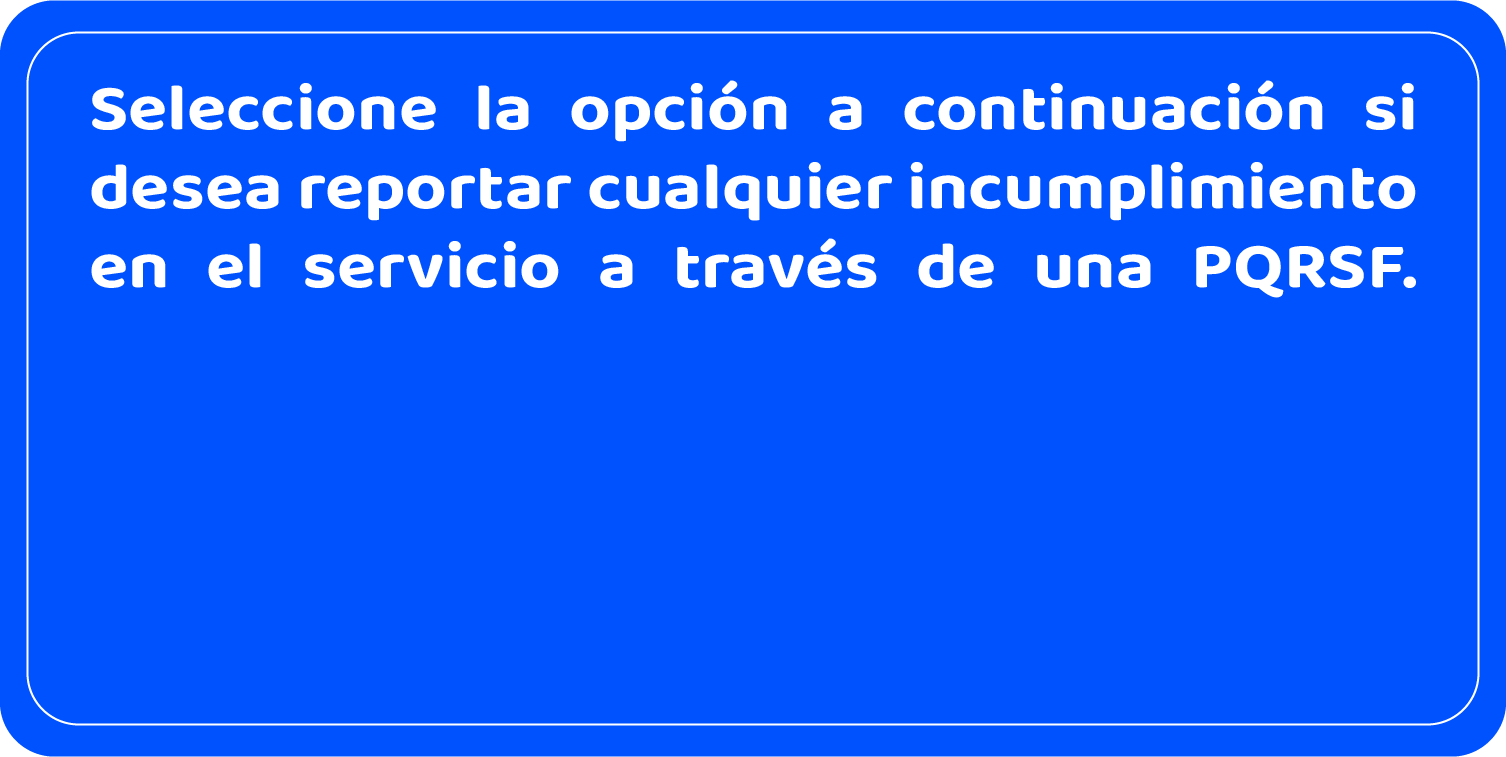 Seleccione la opción a continuación si
desea reportar cualquier incumplimiento
en el servicio a través de una PQRSF.